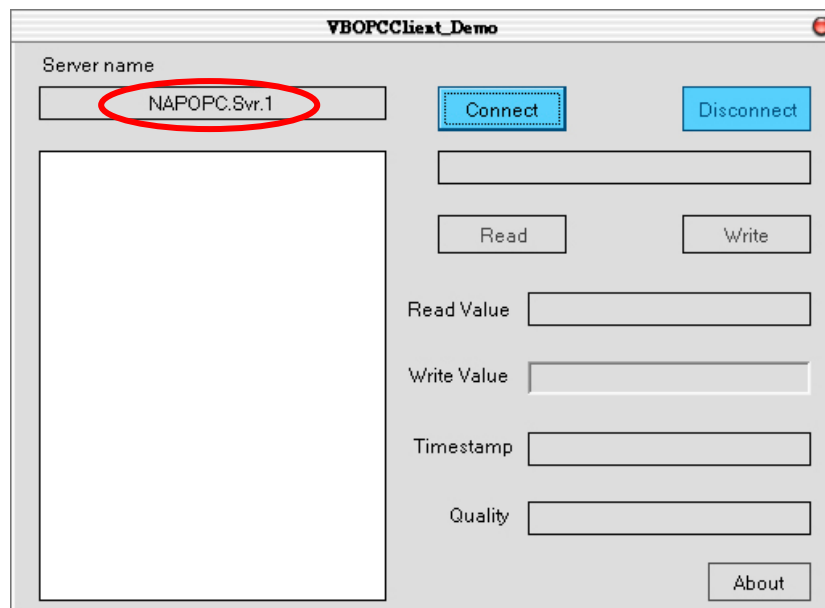 VBOPCClient_Demo
Server name
NAPOPC.Svr.1
Connect
Disconnect
Read
Write
Read Value
Write Value
Timestamp
Quality
About